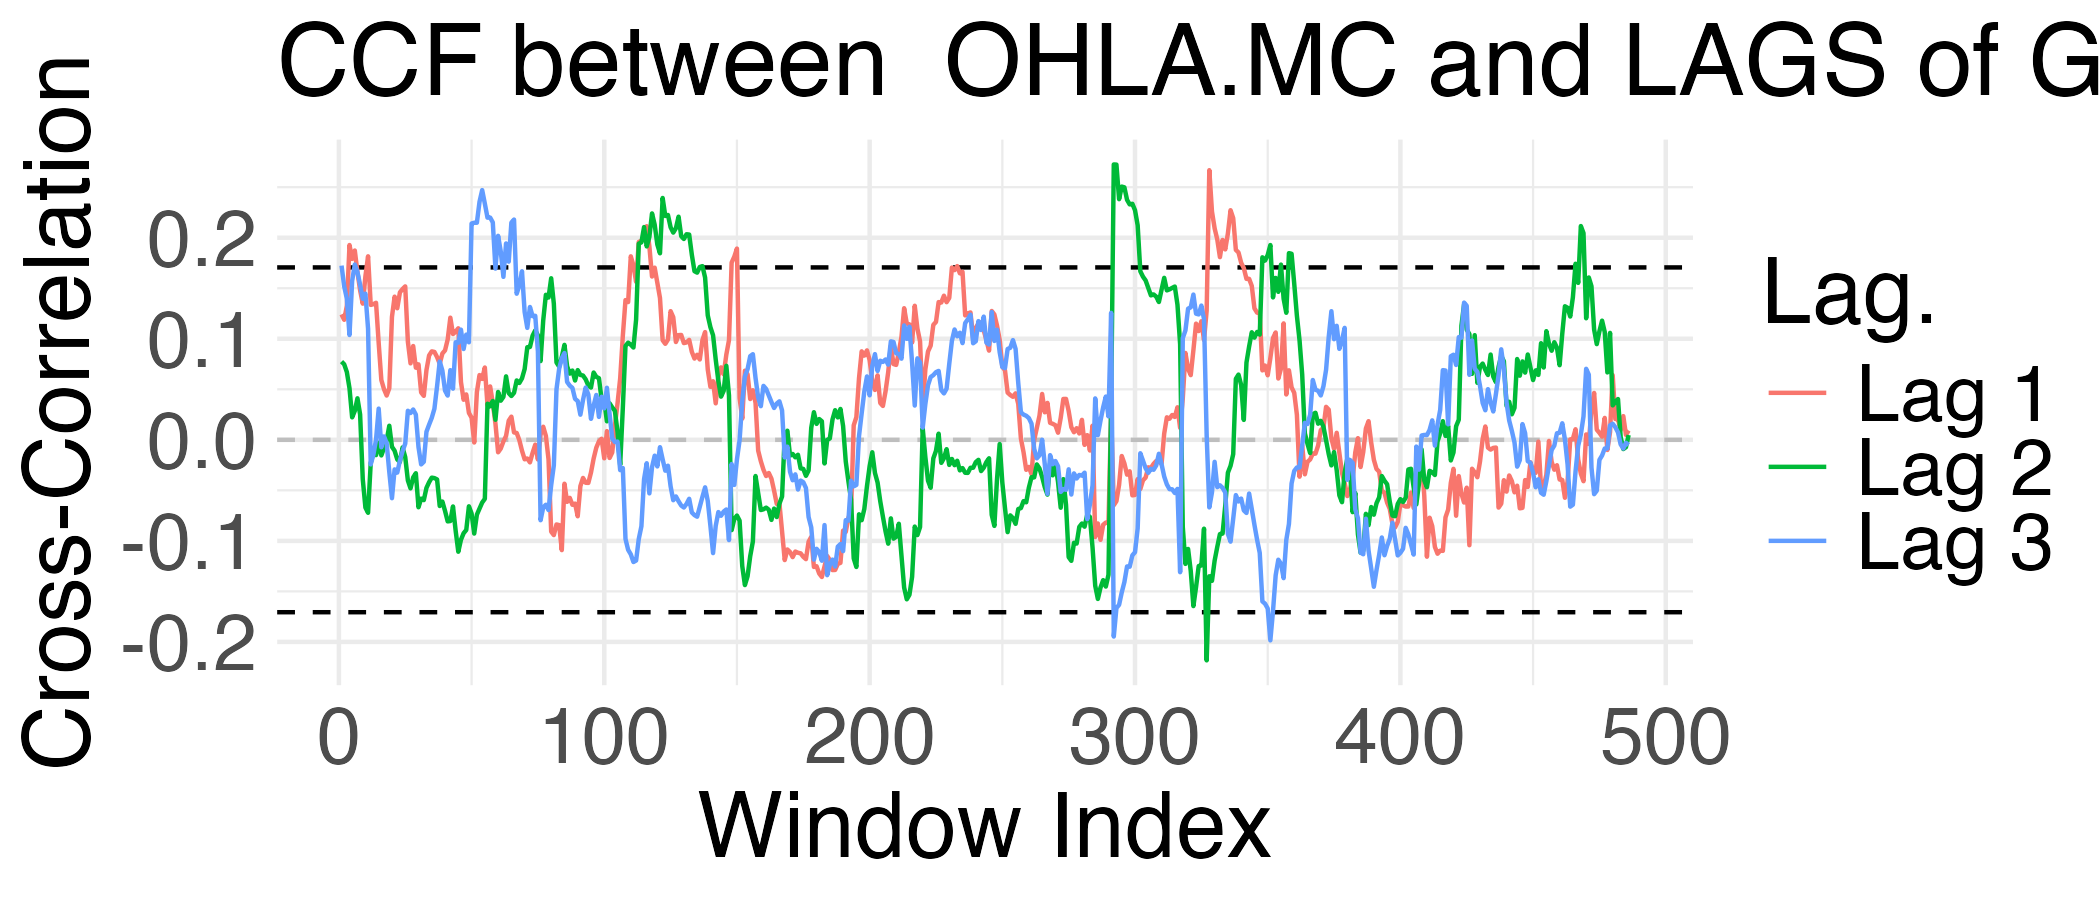 CCF between  OHLA.MC and LAGS of G
Cross-Correlation
0.2
0.1
0.0
-0.1
-0.2
0 100 200 300 400 500
Window Index
Lag.
Lag 1
Lag 2
Lag 3